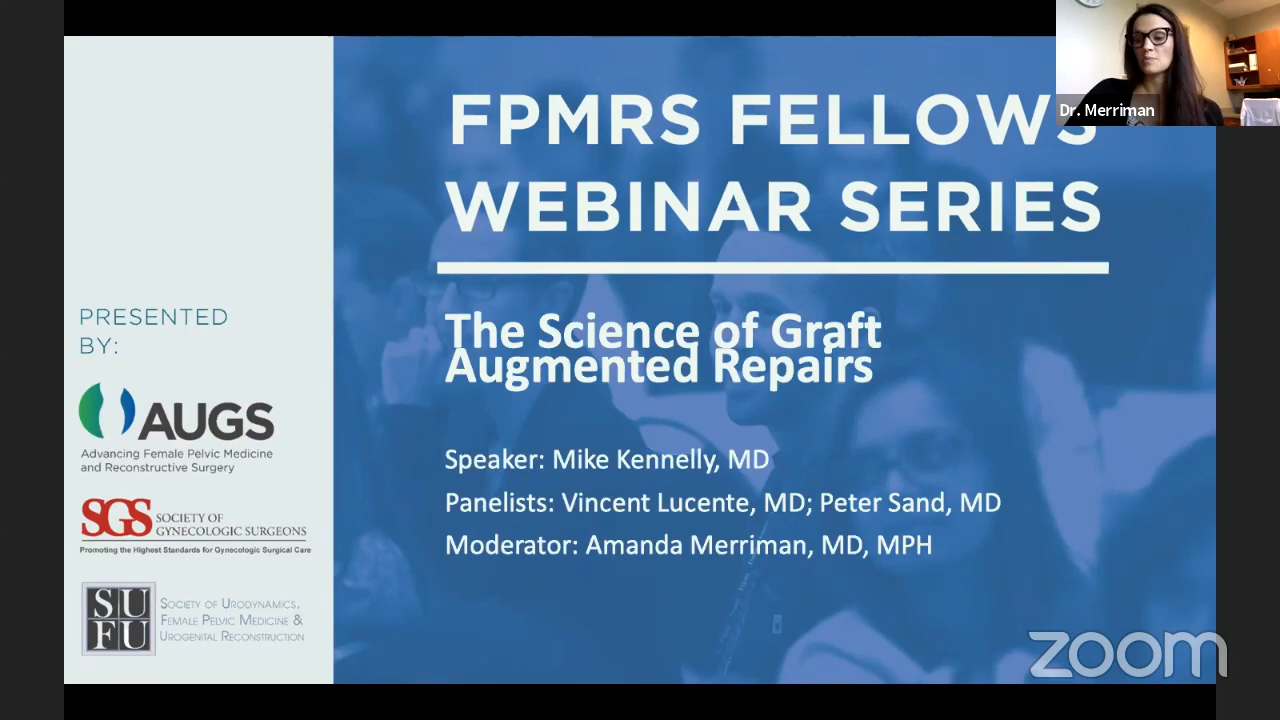 FPMRS FELLOWS
WEBINAR SERIES
The Science of Graft
Augmented Repairs
Speaker: Mike Kennelly, MD
Panelists: Vincent Lucente, MD; Peter Sand, MD
Moderator: Amanda Merriman, MD, MPH
PRESENTED
BY:
AUGS
Advancing Female Pelvic Medicine
and Reconstructive Surgery
SGS SOCIETY OF
GYNECOLOGIC SURGEONS
Promoting the Highest Standards for Gynecologic Surgical Care
SU
FU
SOCIETY OF URODYNAMICS,
FEMALE PELVIC MEDICINE &
UROGENITAL RECONSTRUCTION
Dr. Merriman
zoom